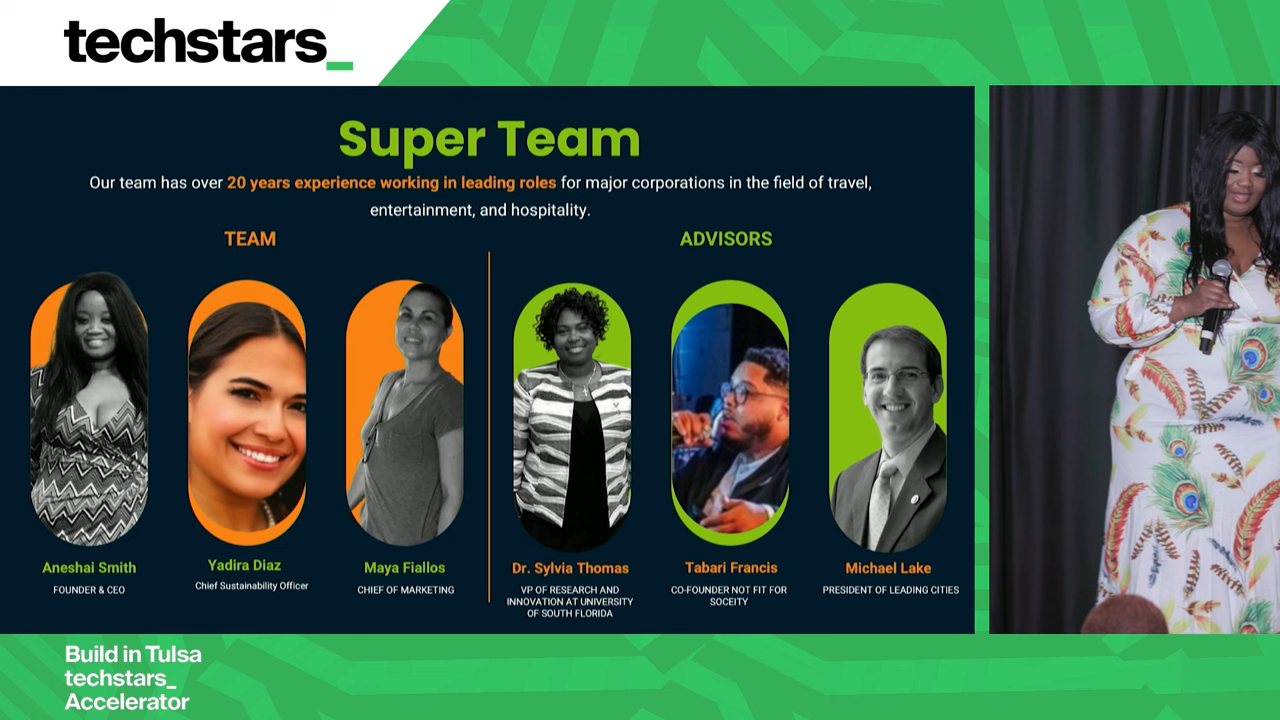 techstars_
Super Team
Our team has over 20 years experience working in leading roles for major corporations in the field of travel,
entertainment, and hospitality.
TEAM
ADVISORS
Aneshai Smith
FOUNDER & CEO
Yadira Diaz
Chief Sustainability Officer
Maya Fiallos
CHIEF OF MARKETING
Dr. Sylvia Thomas
VP OF RESEARCH AND
INNOVATION AT UNIVERSITY
OF SOUTH FLORIDA
Tabari Francis
CO-FOUNDER NOT FIT FOR
SOCEITY
Michael Lake
PRESIDENT OF LEADING CITIES
Build in Tulsa
techstars_
Accelerator